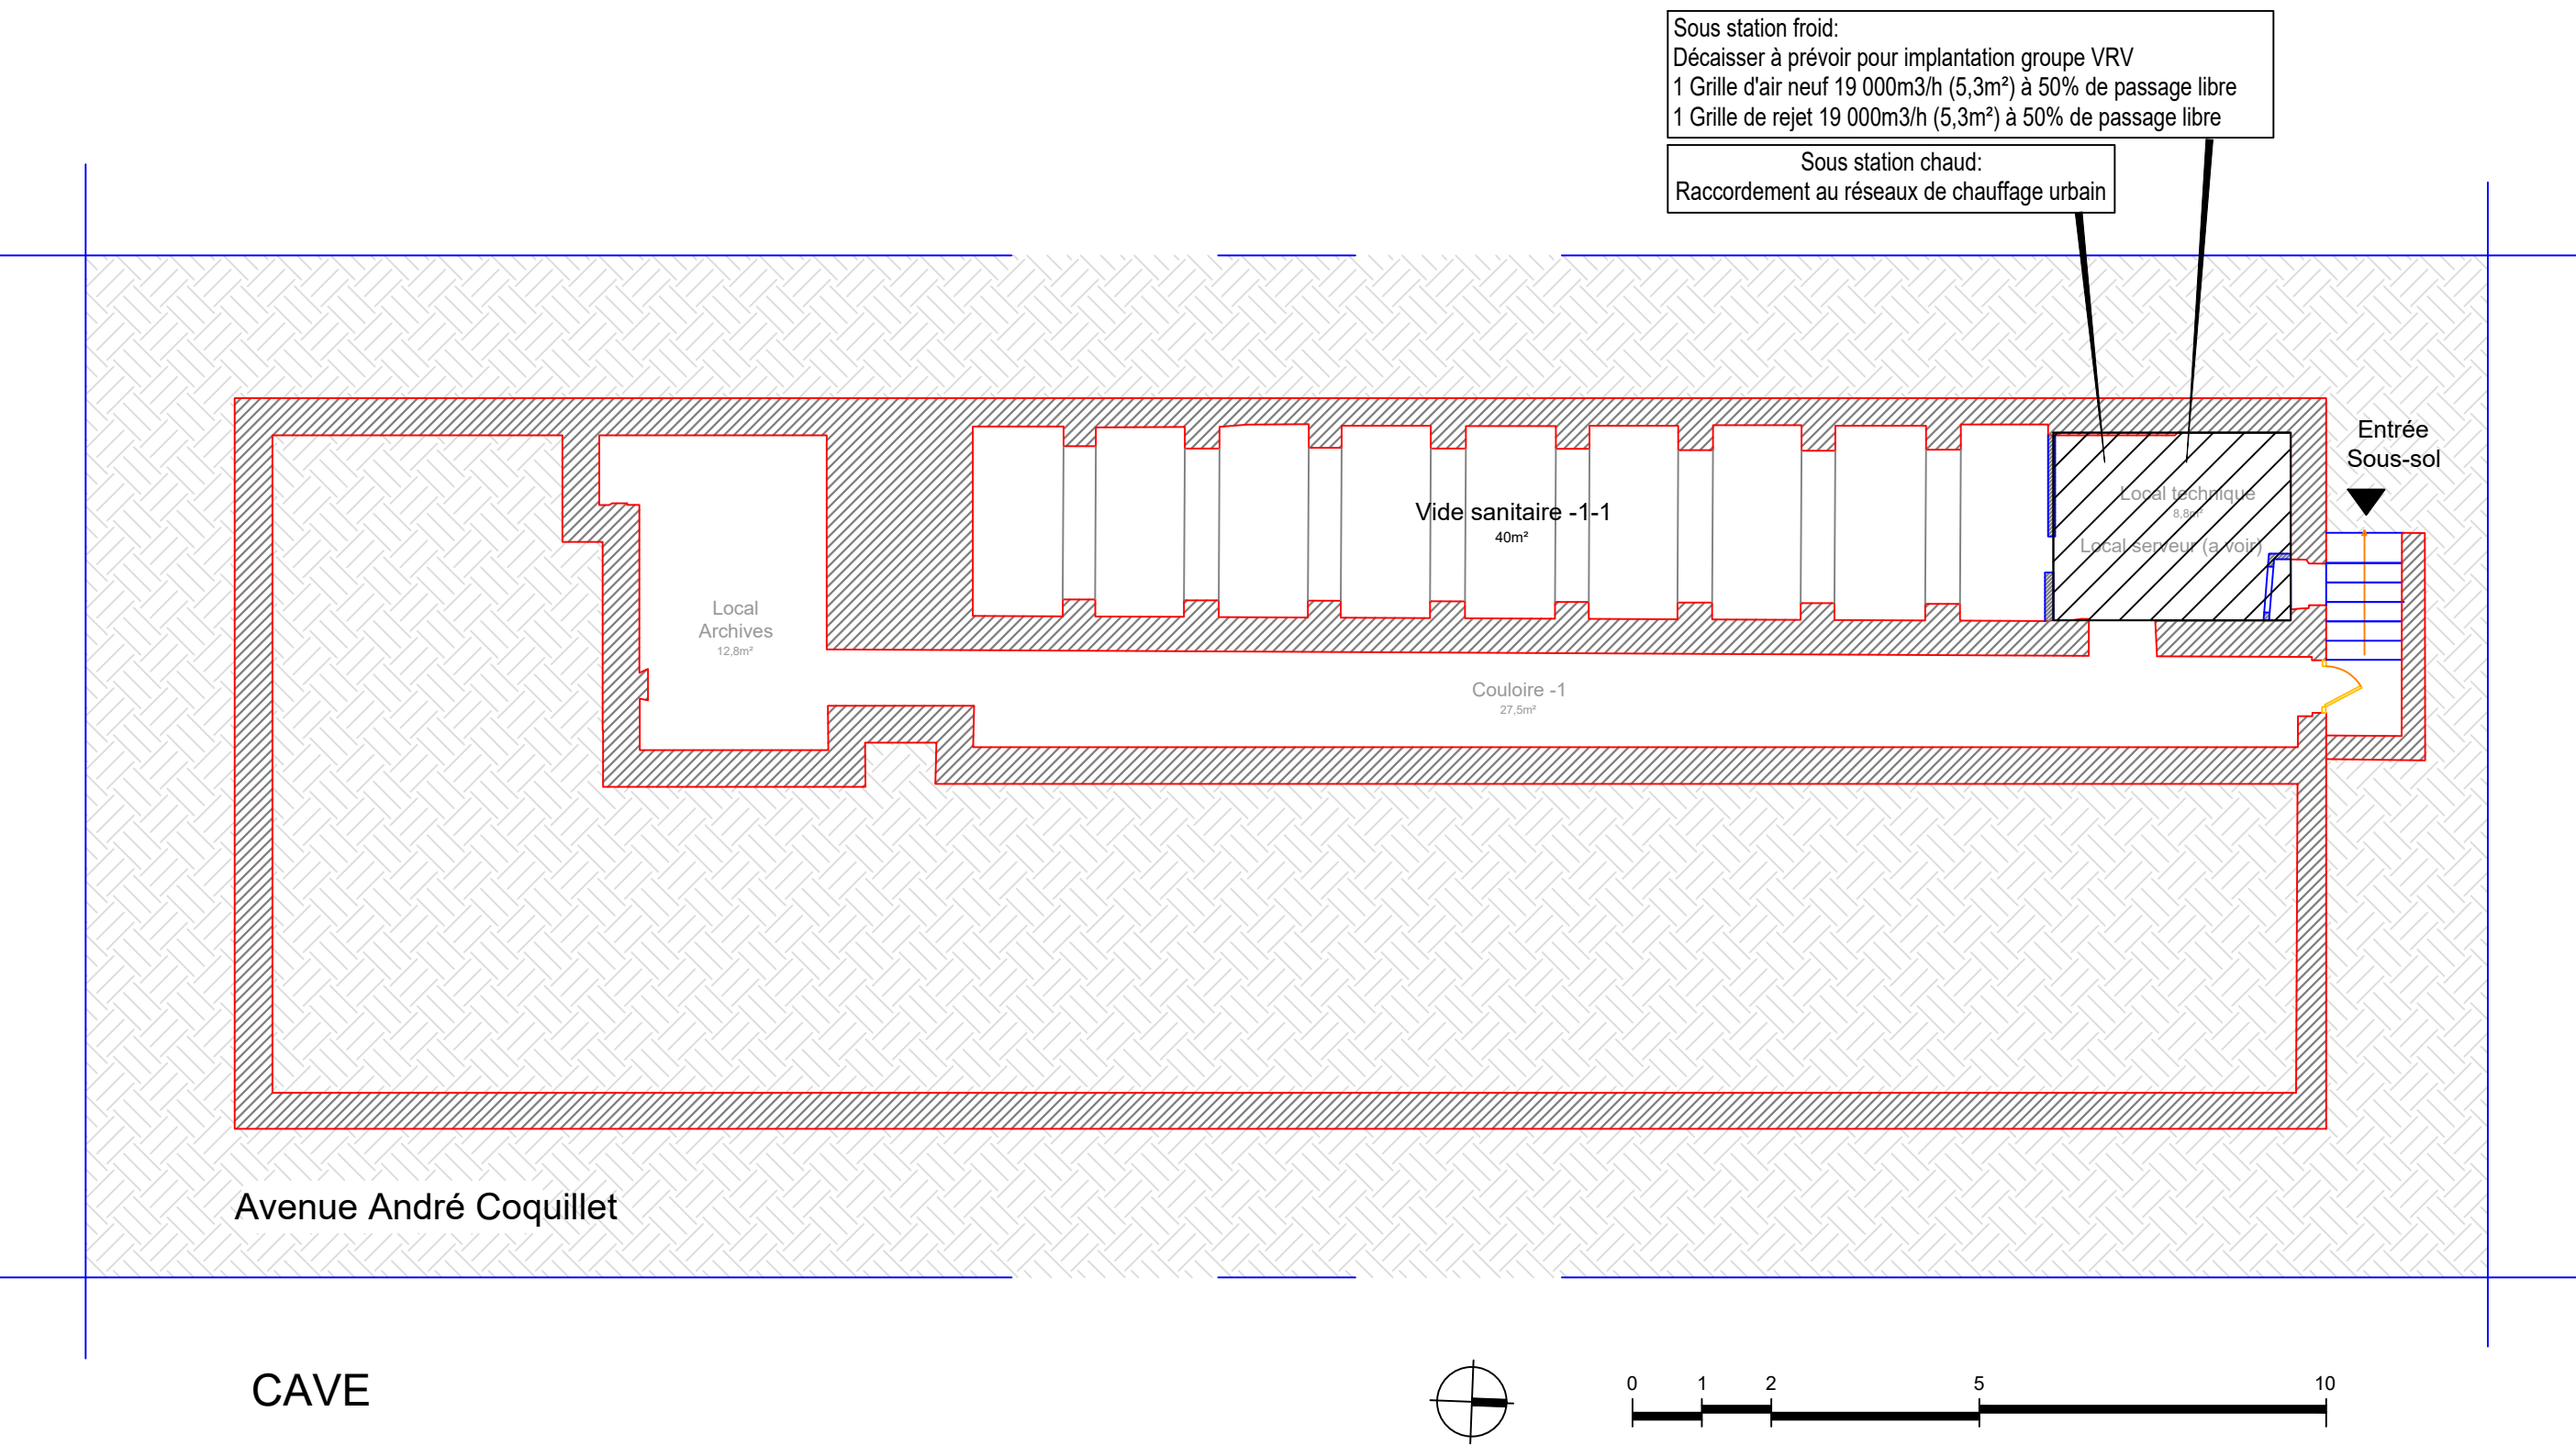 Sous station froid:
Décaisser à prévoir pour implantation groupe VRV
1 Grille d'air neuf 19 000m3/h (5,3m²) à 50% de passage libre
1 Grille de rejet 19 000m3/h (5,3m²) à 50% de passage libre
Sous station chaud:
Raccordement au réseaux de chauffage urbain
Entrée
Sous-sol
Local technique
8,8m²
Local serveur (a voir)
Vide sanitaire -1-1
40m²
Local
Archives
12,8m²
Couloire -1
27,5m²
Avenue André Coquillet
CAVE
0 1 2 5 10